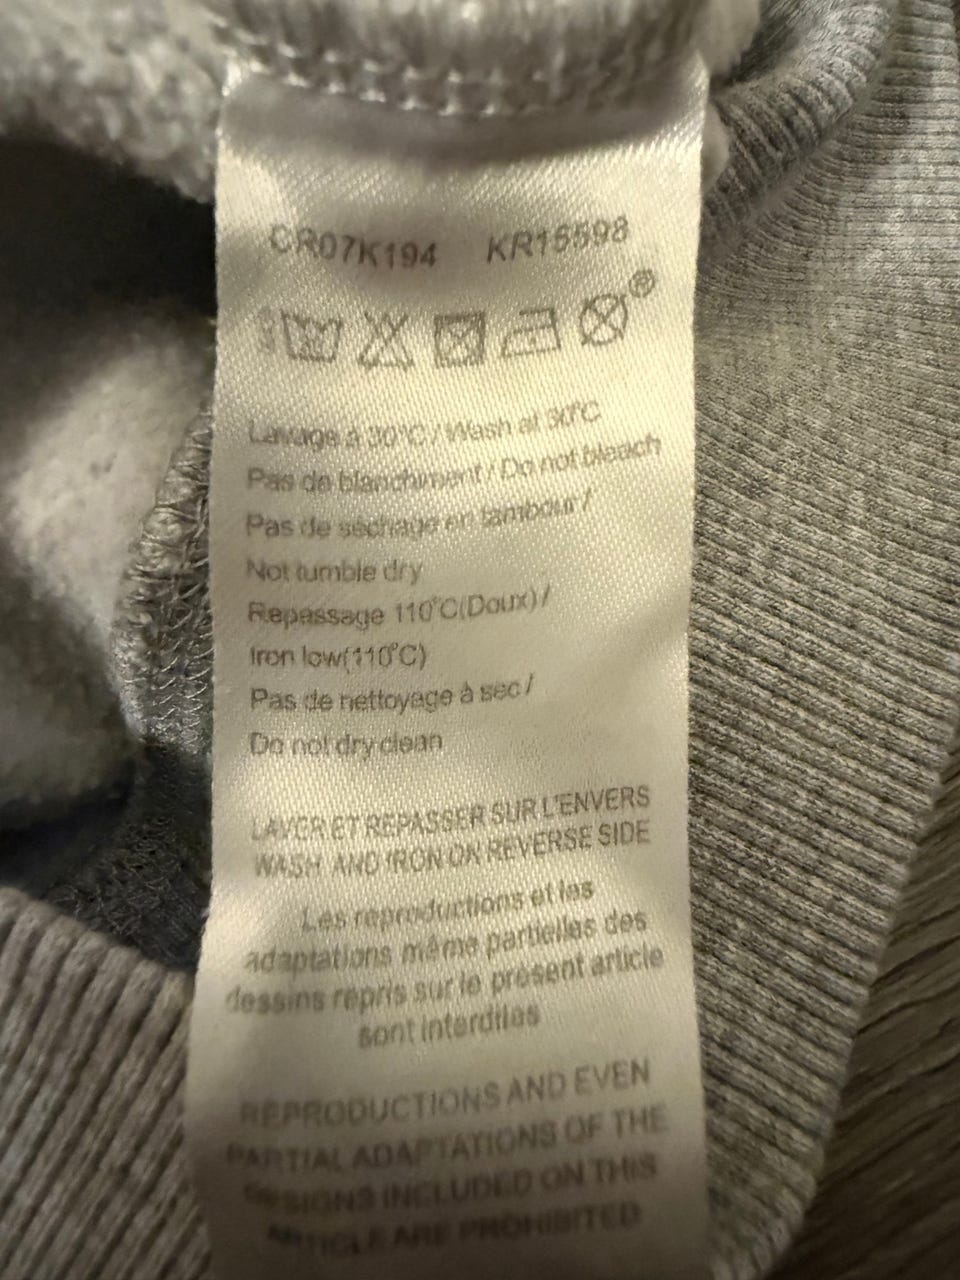 CR07K194 KR15598
®
Lavage à 30°C / Wash at 30°C
Pas de blanchiment / Do not bleach
Pas de séchage en tambour /
Not tumble dry
Repassage 110°C(Doux) /
Iron low(110°C)
Pas de nettoyage à sec /
Do not dry clean
LAVER ET REPASSER SUR L'ENVERS
WASH AND IRON ON REVERSE SIDE
Les reproductions et les
adaptations même partielles des
dessins repris sur le présent article
sont interdites
REPRODUCTIONS AND EVEN
PARTIAL ADAPTATIONS OF THE
DESIGNS INCLUDED ON THIS
ARTICLE ARE PROHIBITED